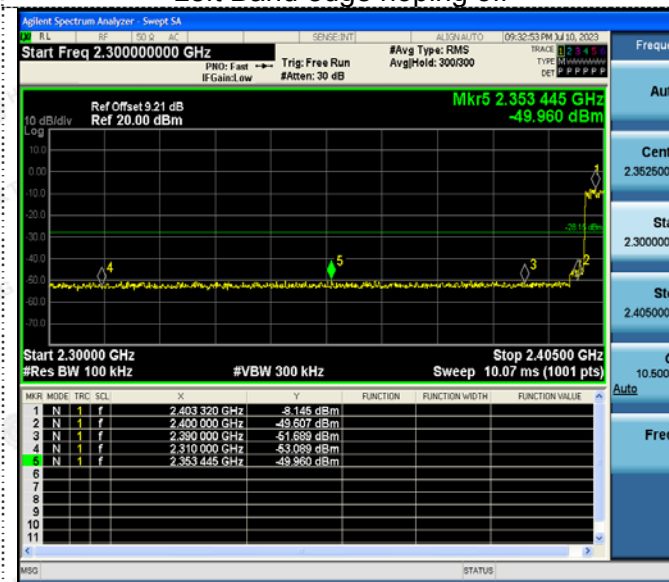 Agilent Spectrum Analyzer - Swept SA
RL RF 50 Ω AC SENSE:INT ALIGN AUTO 09:32:53 PM Jul 10, 2023
Start Freq 2.300000000 GHz
PNO: Fast
IFGain:Low
Trig: Free Run
#Atten: 30 dB
#Avg Type: RMS
Avg|Hold: 300/300
TRACE 1 2 3 4 5 6
TYPE M
DET P P P P P P
10 dB/div
Log
Ref Offset 9.21 dB
Ref 20.00 dBm
Mkr5 2.353 445 GHz
-49.960 dBm
10.0
0.00
-10.0
-20.0
-30.0
-40.0
-50.0
-60.0
-70.0
1
-28.15 dBm
4
5
3
2
Start 2.30000 GHz
Stop 2.40500 GHz
#Res BW 100 kHz
#VBW 300 kHz
Sweep 10.07 ms (1001 pts)
MKR MODE TRC SCL X Y FUNCTION FUNCTION WIDTH FUNCTION VALUE
1 N 1 f 2.403 320 GHz -8.145 dBm
2 N 1 f 2.400 000 GHz -49.607 dBm
3 N 1 f 2.390 000 GHz -51.689 dBm
4 N 1 f 2.310 000 GHz -53.089 dBm
5 N 1 f 2.353 445 GHz -49.960 dBm
6
7
8
9
10
11
MSG
STATUS
Frequ
Aut
Cent
2.352500
Sta
2.300000
Sto
2.405000
10.500
Auto
Fre